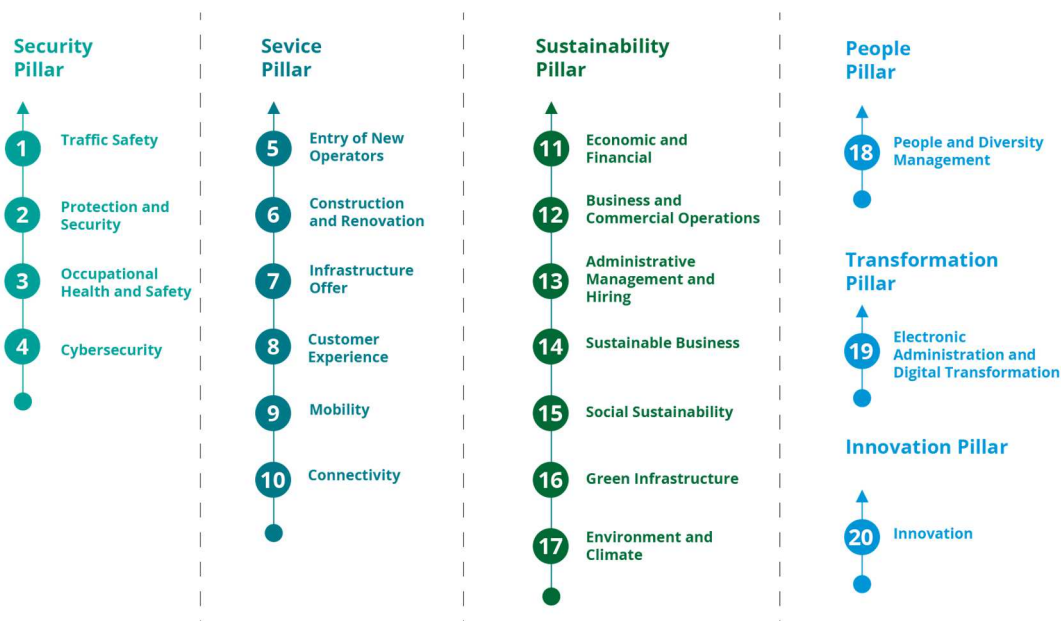 Security
Pillar
1
Traffic Safety
2
Protection and
Security
3
Occupational
Health and Safety
4
Cybersecurity
Sevice
Pillar
5
Entry of New
Operators
6
Construction
and Renovation
7
Infrastructure
Offer
8
Customer
Experience
9
Mobility
10
Connectivity
Sustainability
Pillar
11
Economic and
Financial
12
Business and
Commercial Operations
13
Administrative
Management and
Hiring
14
Sustainable Business
15
Social Sustainability
16
Green Infrastructure
17
Environment and
Climate
People
Pillar
18
People and Diversity
Management
Transformation
Pillar
19
Electronic
Administration and
Digital Transformation
Innovation Pillar
20
Innovation